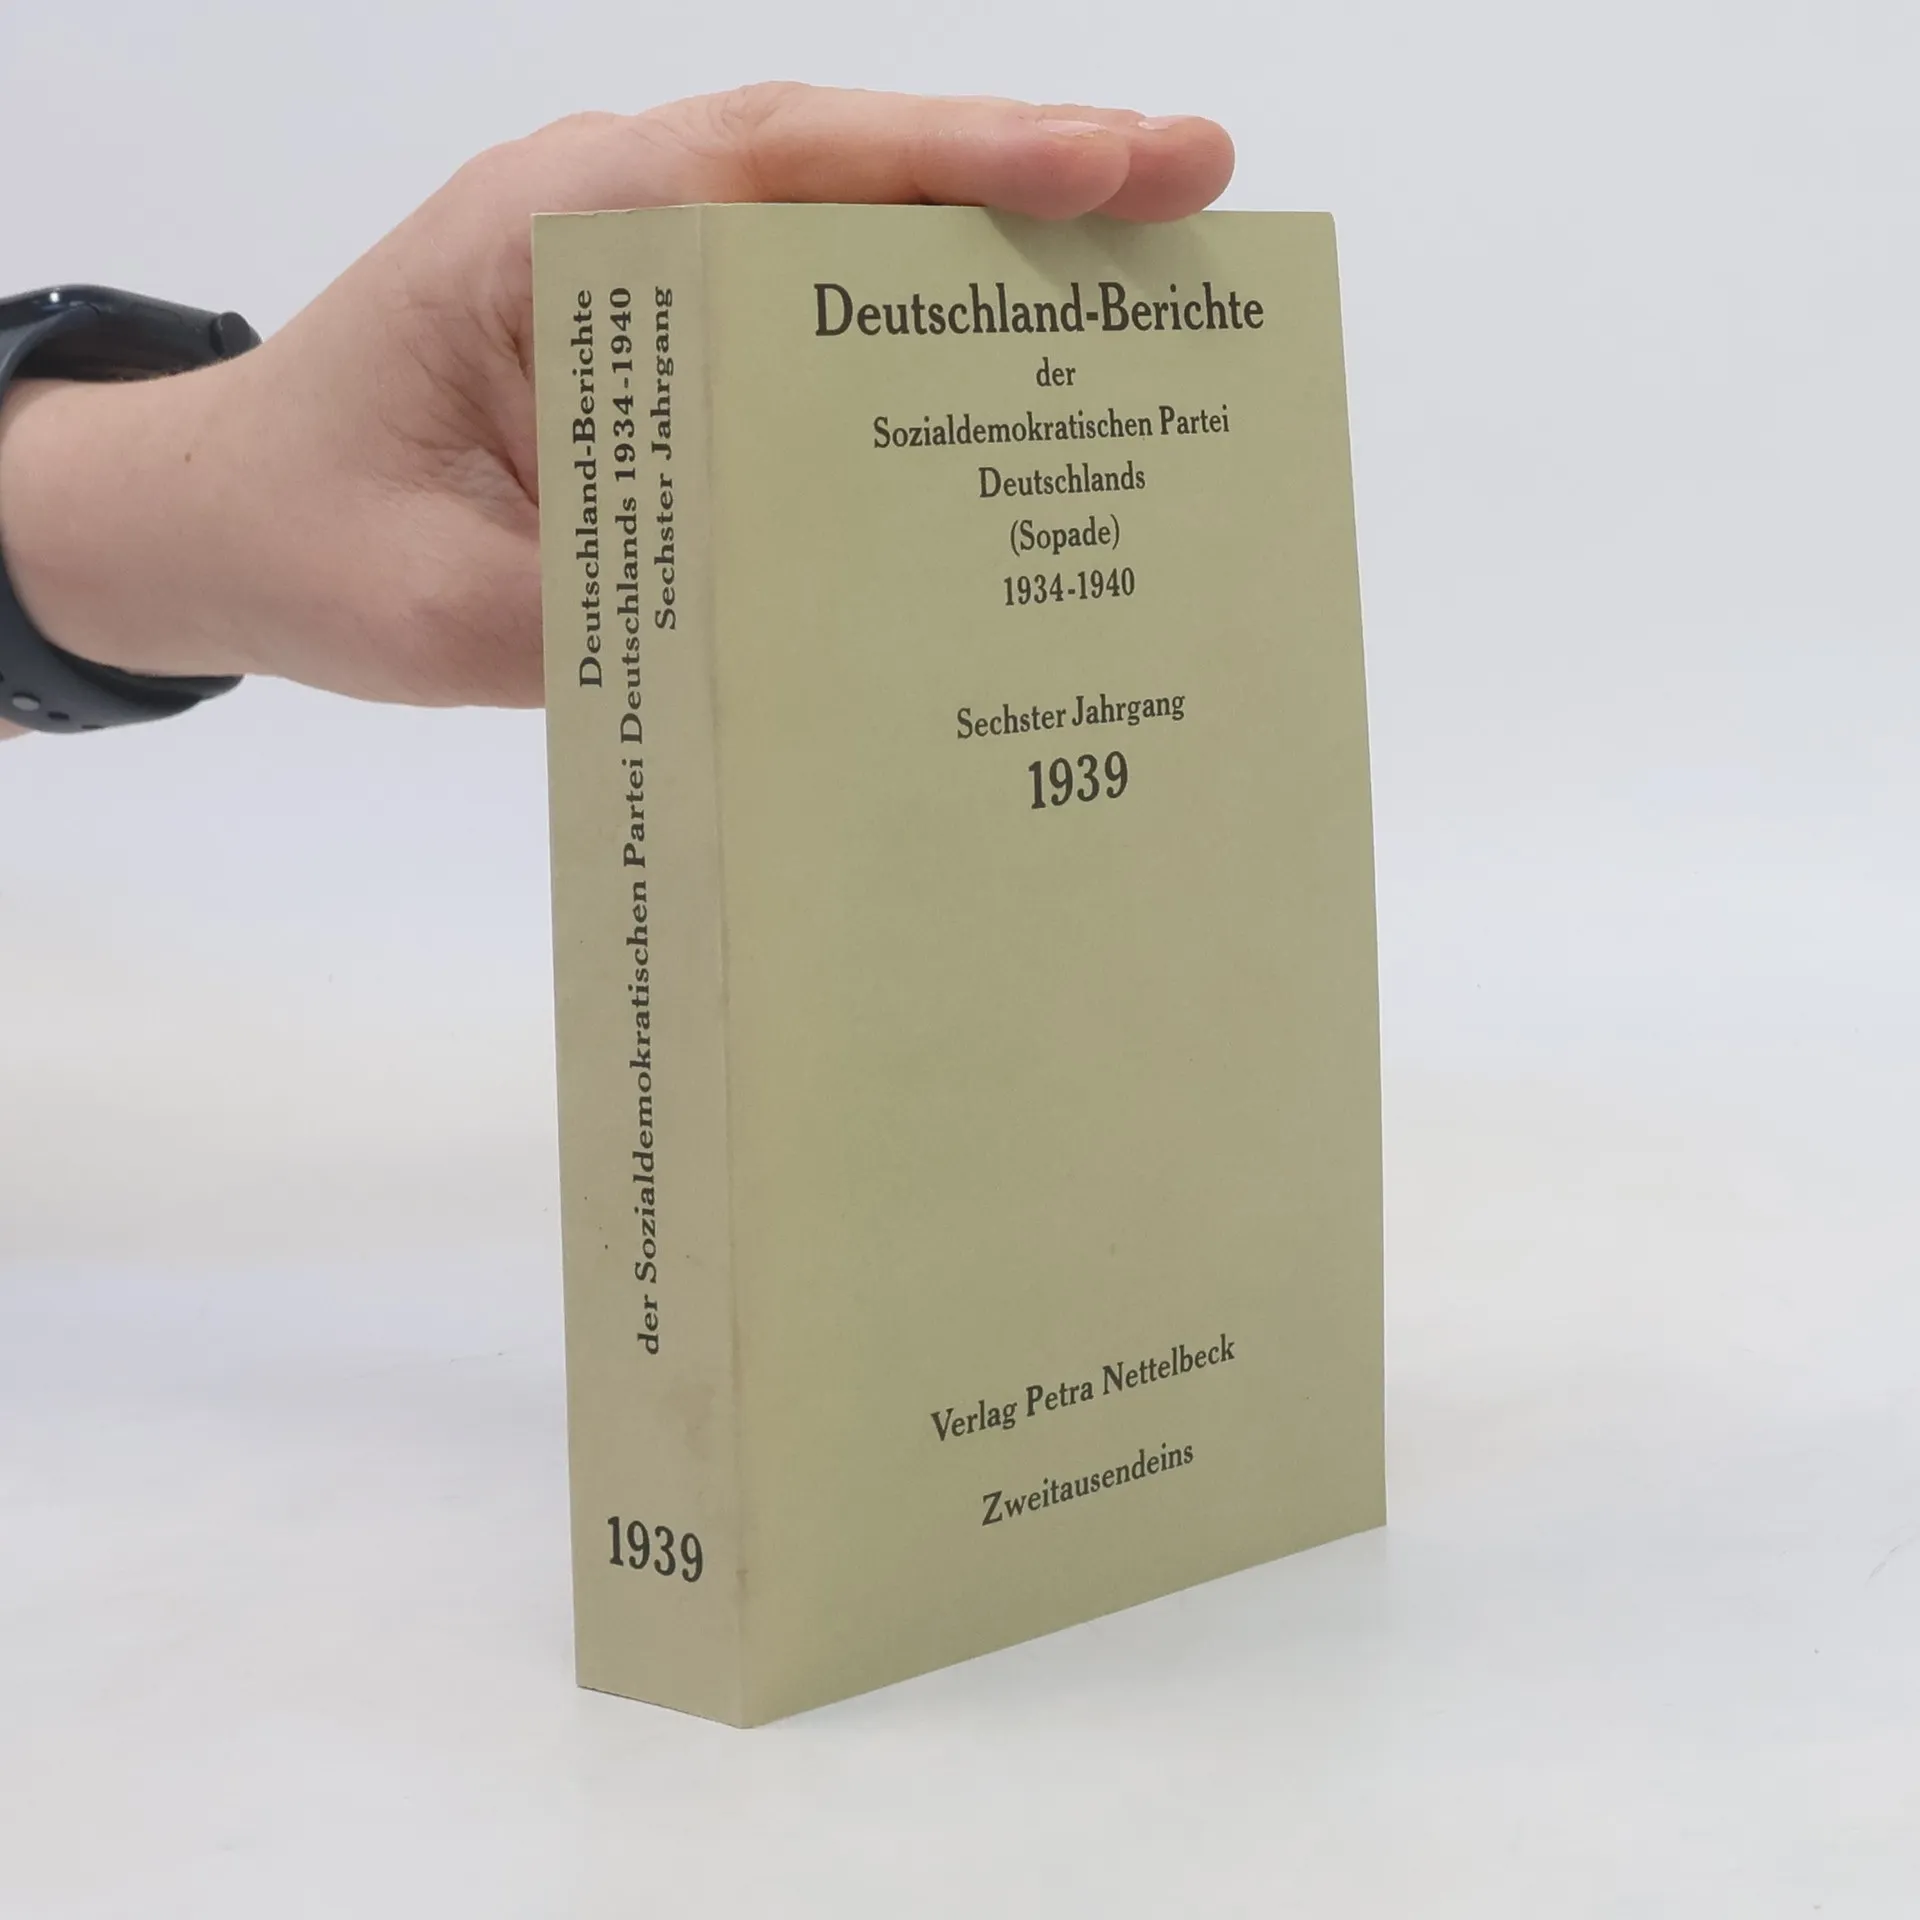 Deutschland-Berichte
der Sozialdemokratischen Partei Deutschlands 1934-1940
Sechster Jahrgang
1939
Deutschland-Berichte
der
Sozialdemokratischen Partei
Deutschlands
(Sopade)
1934-1940
Sechster Jahrgang
1939
Verlag Petra Nettelbeck
Zweitausendeins